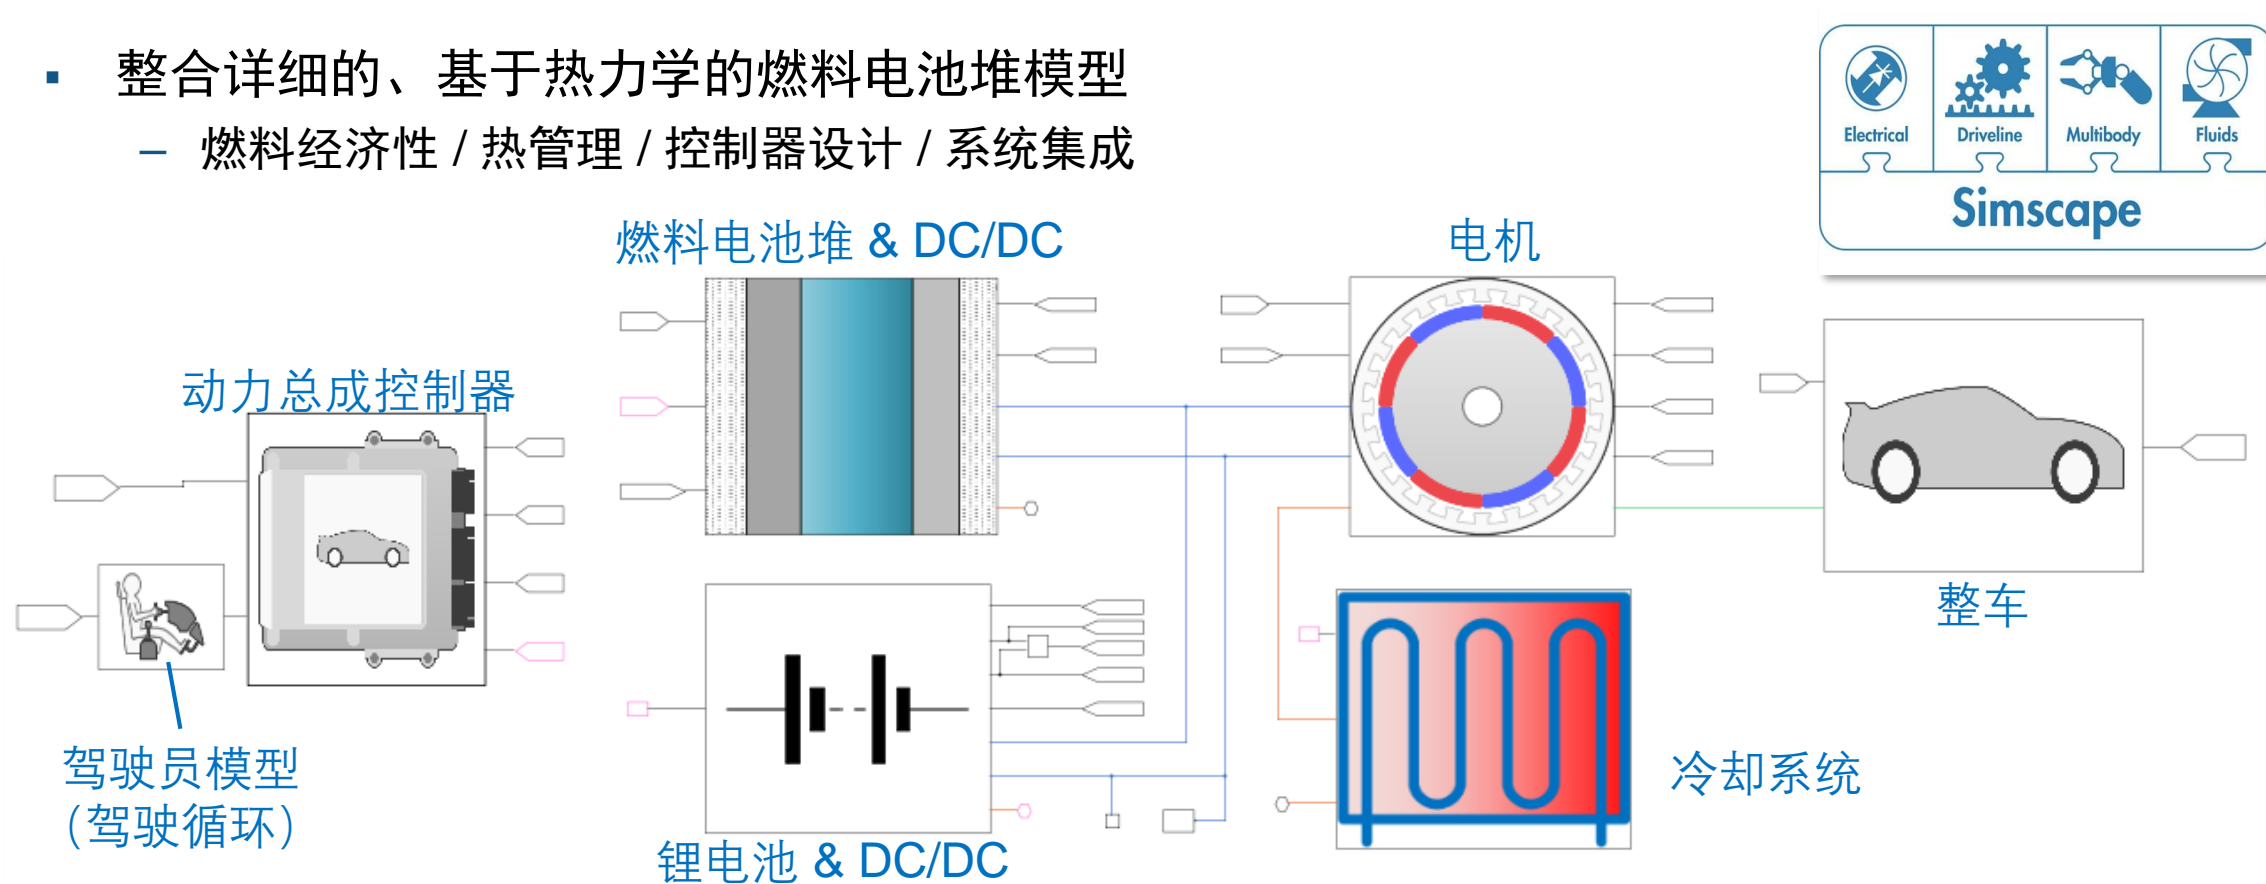 ▪ 整合详细的、基于热力学的燃料电池堆模型
– 燃料经济性 / 热管理 / 控制器设计 / 系统集成
Electrical
Driveline
Multibody
Fluids
Simscape
燃料电池堆 & DC/DC
电机
动力总成控制器
整车
驾驶员模型
（驾驶循环）
冷却系统
锂电池 & DC/DC